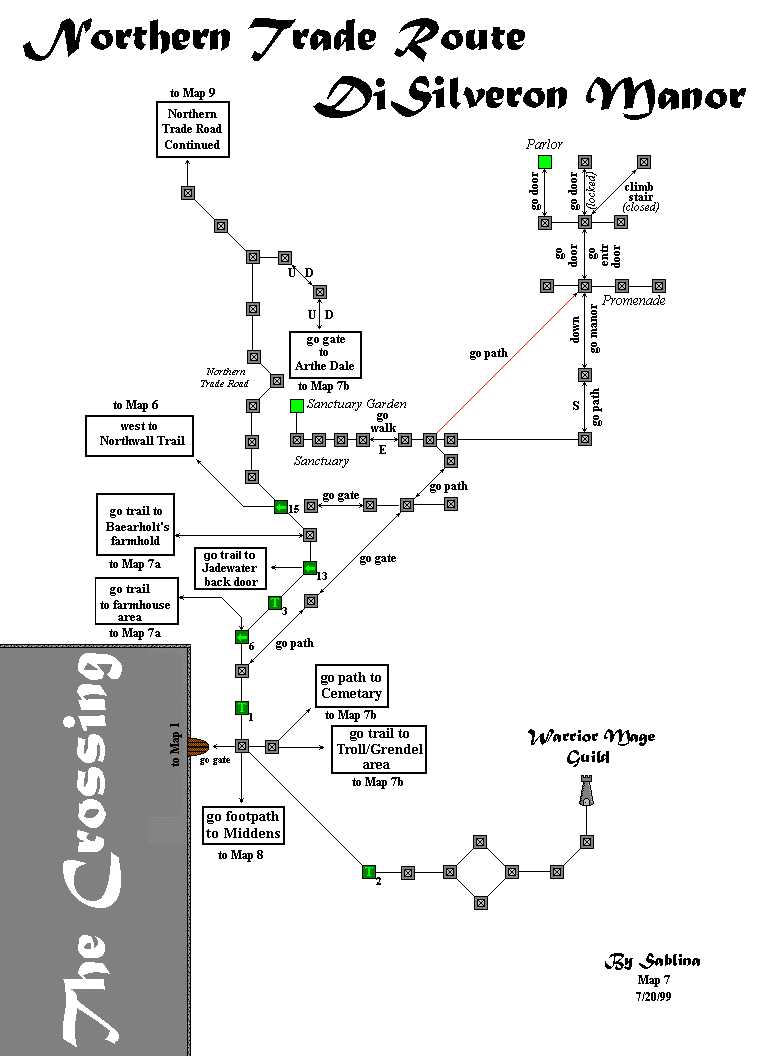 Northern Trade Route
DiSilveron Manor
to Map 9
Northern
Trade Road
Continued
Parlor
go door
go door
(locked)
climb
stair
(closed)
go
door
go
entr
door
U D
U D
Promenade
go gate
to
Arthe Dale
to Map 7b
down
go manor
go path
Northern
Trade Road
S
go path
to Map 6
west to
Northwall Trail
Sanctuary Garden
go
walk
E
Sanctuary
go path
go gate
15
go trail to
Baearholt's
farmhold
to Map 7a
go trail to
Jadewater
back door
13
go gate
go trail
to farmhouse
area
to Map 7a
T
3
6
go path
T
1
go path to
Cemetary
to Map 7b
go trail to
Troll/Grendel
area
to Map 7b
The Crossing
to Map 1
go gate
go footpath
to Middens
to Map 8
Warrior Mage
Guild
T
2
By Sablina
Map 7
7/20/99